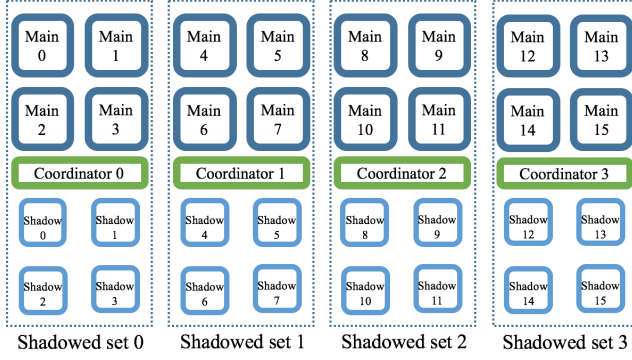 Main 0
Main 1
Main 4
Main 5
Main 8
Main 9
Main 12
Main 13
Main 2
Main 3
Main 6
Main 7
Main 10
Main 11
Main 14
Main 15
Coordinator 0
Coordinator 1
Coordinator 2
Coordinator 3
Shadow 0
Shadow 1
Shadow 4
Shadow 5
Shadow 8
Shadow 9
Shadow 12
Shadow 13
Shadow 2
Shadow 3
Shadow 6
Shadow 7
Shadow 10
Shadow 11
Shadow 14
Shadow 15
Shadowed set 0
Shadowed set 1
Shadowed set 2
Shadowed set 3